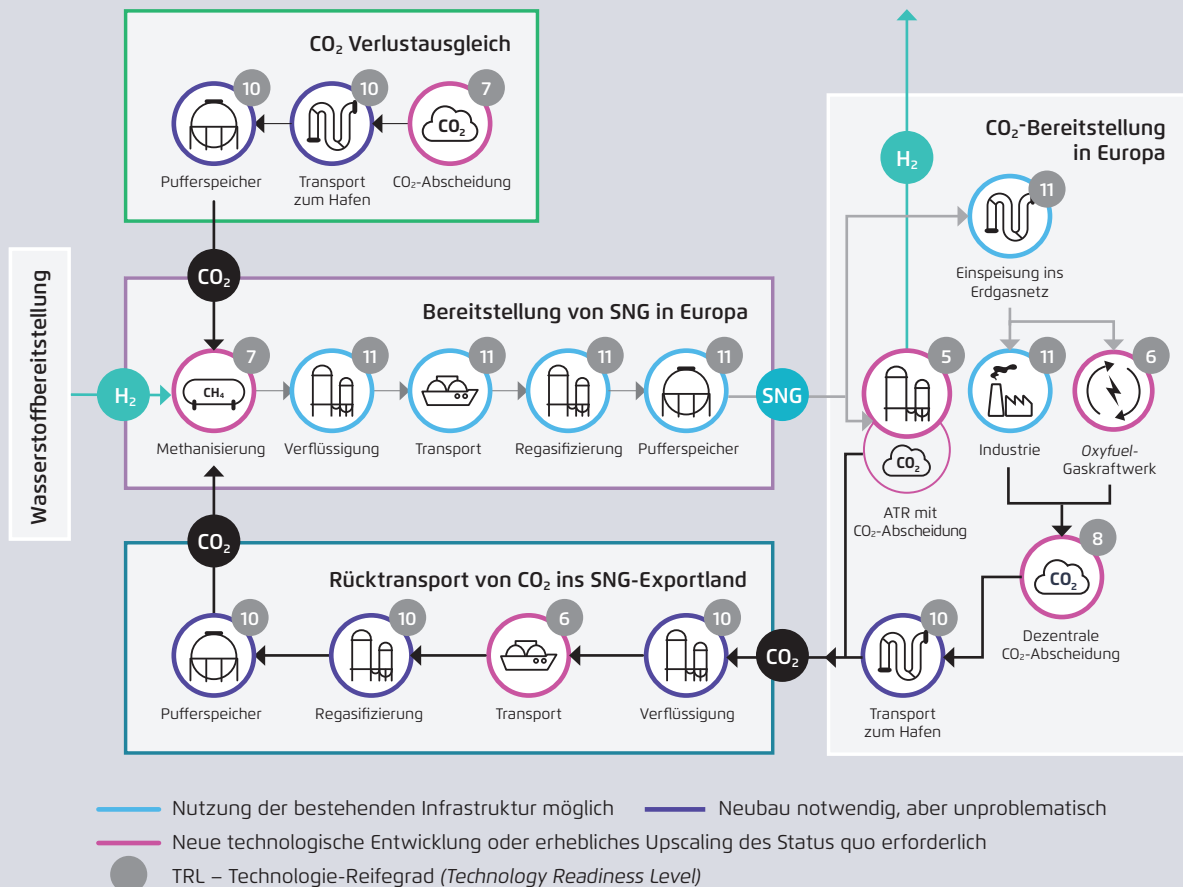 CO₂ Verlustausgleich
10
10
7
CO₂
Pufferspeicher
Transport
zum Hafen
CO₂-Abscheidung
CO₂
Wasserstoffbereitstellung
H₂
Bereitstellung von SNG in Europa
7
11
11
11
11
CH₄
Methanisierung
Verflüssigung
Transport
Regasifizierung
Pufferspeicher
SNG
CO₂
Rücktransport von CO₂ ins SNG-Exportland
10
10
6
10
Pufferspeicher
Regasifizierung
Transport
Verflüssigung
CO₂
CO₂-Bereitstellung
in Europa
H₂
11
Einspeisung ins
Erdgasnetz
5
11
6
CO₂
ATR mit
CO₂-Abscheidung
Industrie
Oxyfuel-
Gaskraftwerk
8
CO₂
Dezentrale
CO₂-Abscheidung
10
Transport
zum Hafen
Nutzung der bestehenden Infrastruktur möglich
Neubau notwendig, aber unproblematisch
Neue technologische Entwicklung oder erhebliches Upscaling des Status quo erforderlich
TRL – Technologie-Reifegrad (Technology Readiness Level)